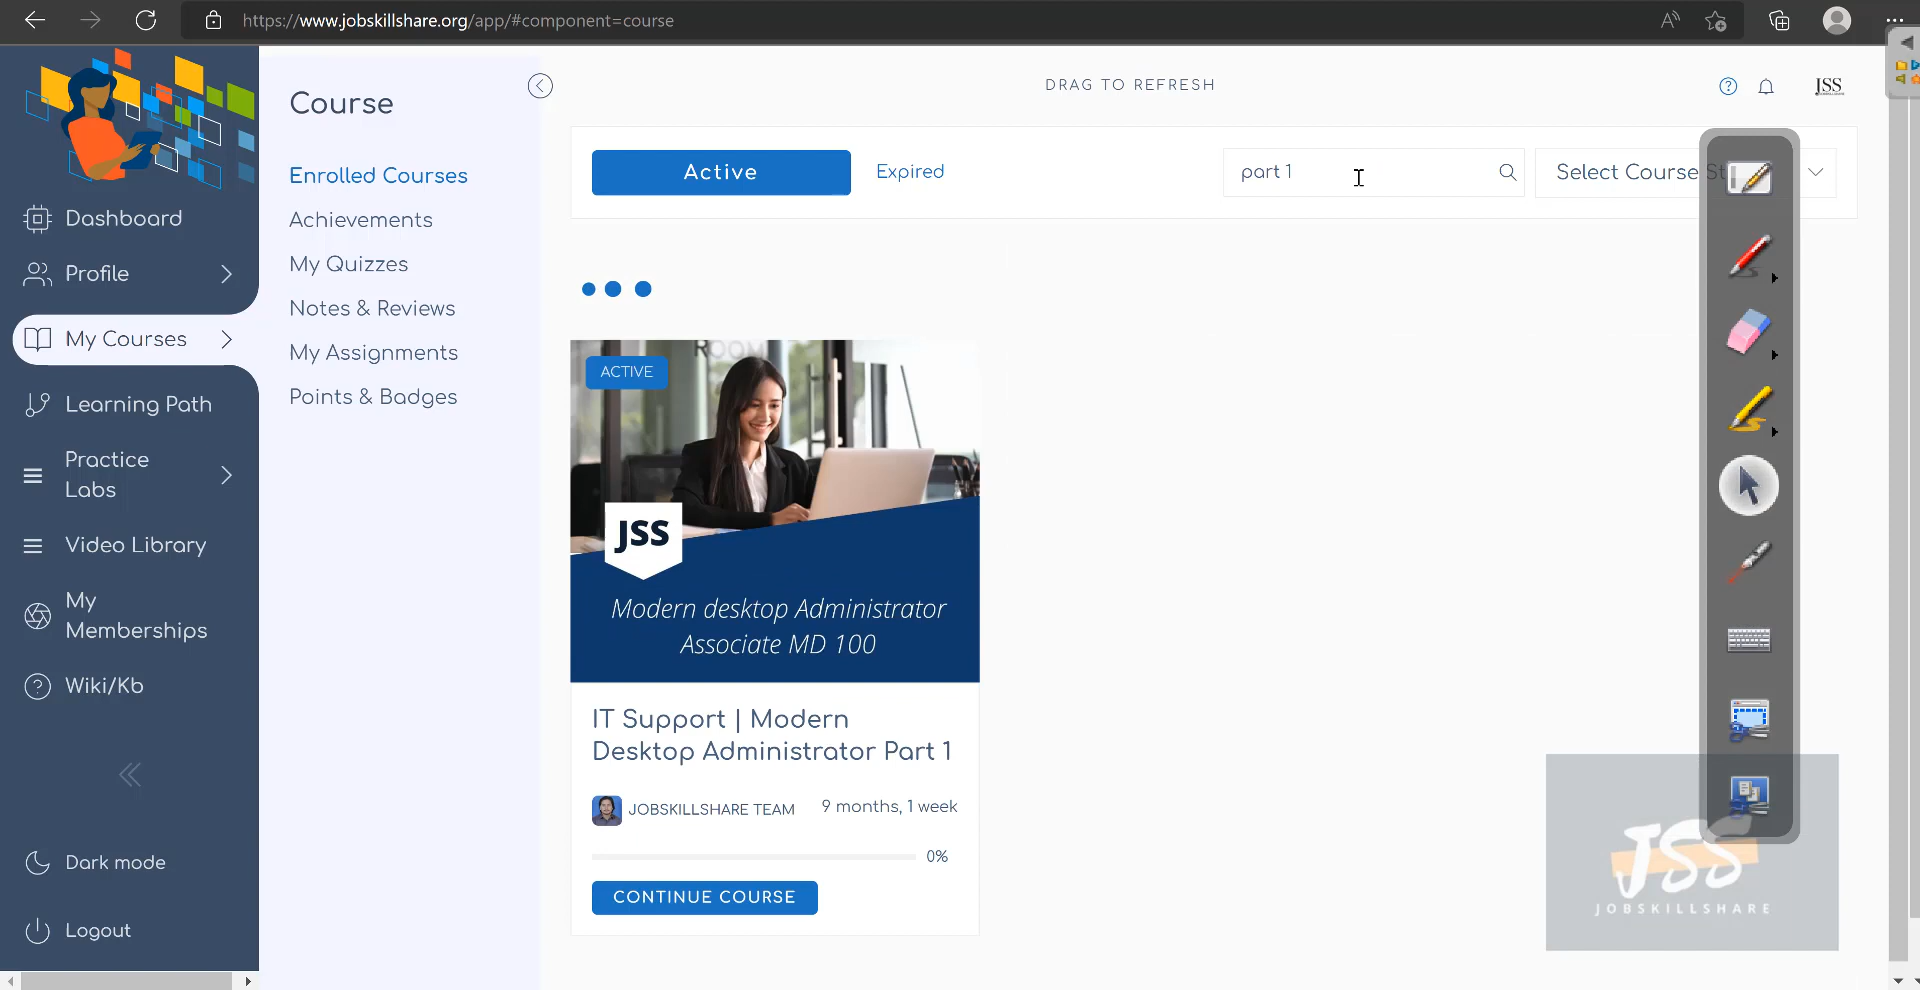 https://www.jobskillshare.org/app/#component=course
Course
DRAG TO REFRESH
JSS
Active
Expired
part 1
Select Course St
Enrolled Courses
Achievements
My Quizzes
Notes & Reviews
My Assignments
Points & Badges
Dashboard
Profile
My Courses
Learning Path
Practice
Labs
Video Library
My
Memberships
Wiki/Kb
Dark mode
Logout
ROOM
ACTIVE
JSS
Modern desktop Administrator
Associate MD 100
IT Support | Modern
Desktop Administrator Part 1
JOBSKILLSHARE TEAM
9 months, 1 week
0%
CONTINUE COURSE
JSS
JOBSKILLSHARE